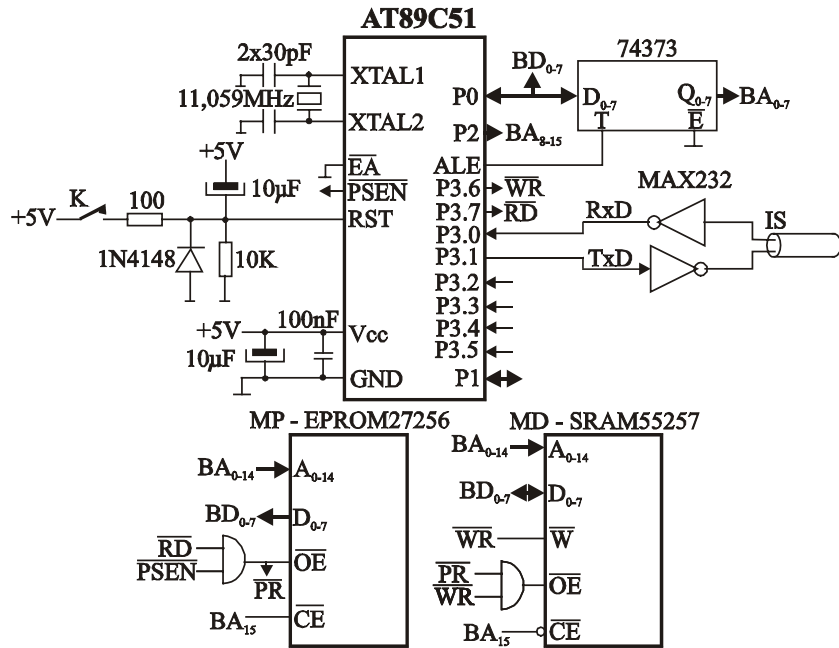 AT89C51
2x30pF
XTAL1
11,059MHz
XTAL2
+5V
EA
10µF
PSEN
K
+5V
100
RST
1N4148
10K
+5V
100nF
Vcc
10µF
GND
P0
BD0-7
74373
D0-7
Q0-7
BA0-7
T
E
P2
BA8-15
ALE
P3.6
WR
MAX232
P3.7
RD
RxD
P3.0
IS
P3.1
TxD
P3.2
P3.3
P3.4
P3.5
P1
MP - EPROM27256
BA0-14
A0-14
BD0-7
D0-7
RD
PSEN
OE
PR
BA15
CE
MD - SRAM55257
BA0-14
A0-14
BD0-7
D0-7
WR
W
PR
WR
OE
BA15
CE